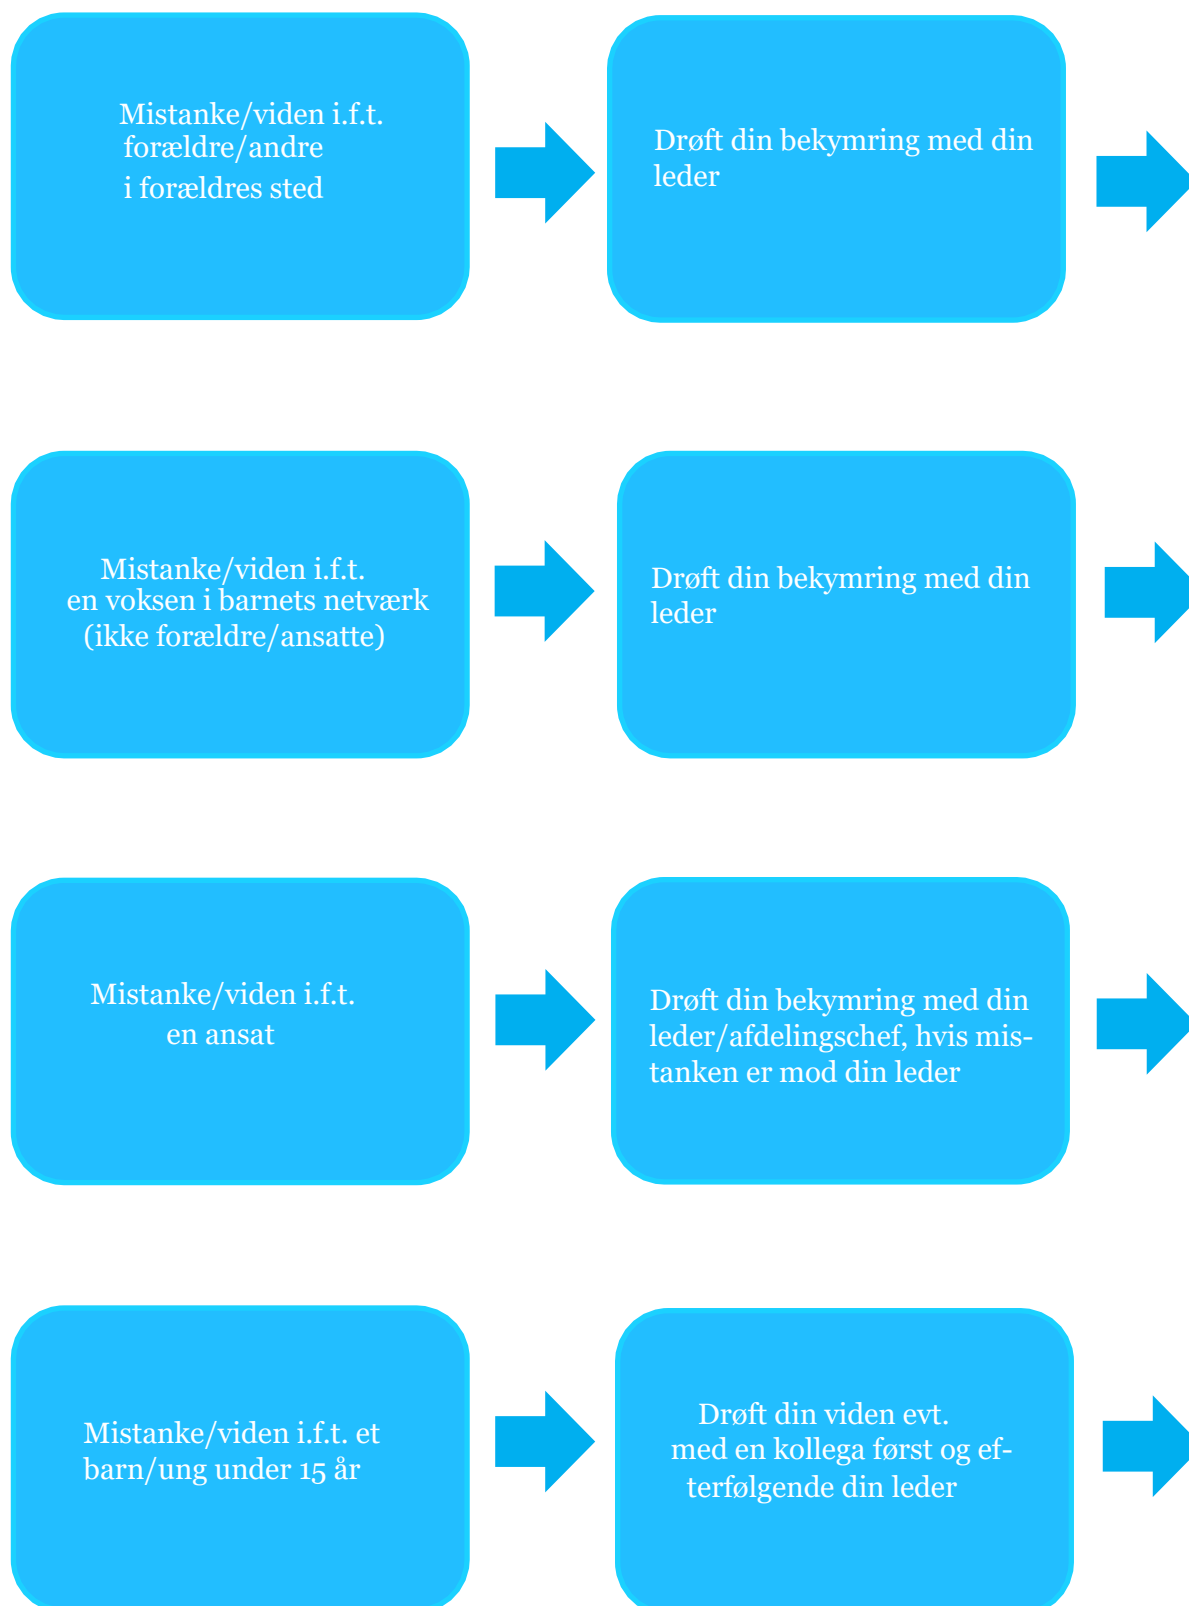 Mistanke/viden i.f.t.
forældre/andre
i forældres sted
Drøft din bekymring med din
leder
Mistanke/viden i.f.t.
en voksen i barnets netværk
(ikke forældre/ansatte)
Drøft din bekymring med din
leder
Mistanke/viden i.f.t.
en ansat
Drøft din bekymring med din
leder/afdelingschef, hvis mis-
tanken er mod din leder
Mistanke/viden i.f.t. et
barn/ung under 15 år
Drøft din viden evt.
med en kollega først og ef-
terfølgende din leder